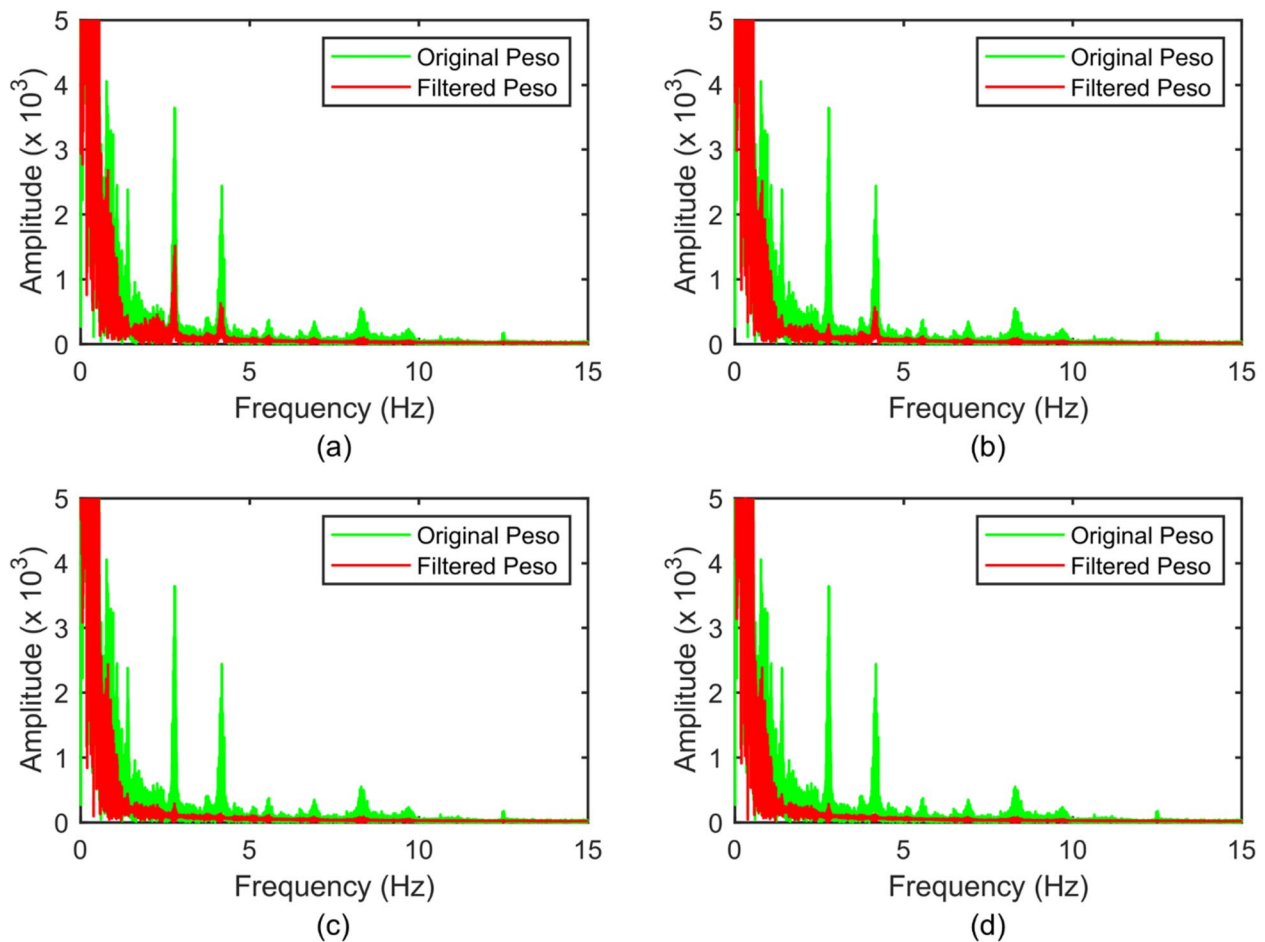 5
4
3
2
1
0
Amplitude (x 10³)
Original Peso
Filtered Peso
0 5 10 15
Frequency (Hz)
(a)
5
4
3
2
1
0
Amplitude (x 10³)
Original Peso
Filtered Peso
0 5 10 15
Frequency (Hz)
(b)
5
4
3
2
1
0
Amplitude (x 10³)
Original Peso
Filtered Peso
0 5 10 15
Frequency (Hz)
(c)
5
4
3
2
1
0
Amplitude (x 10³)
Original Peso
Filtered Peso
0 5 10 15
Frequency (Hz)
(d)